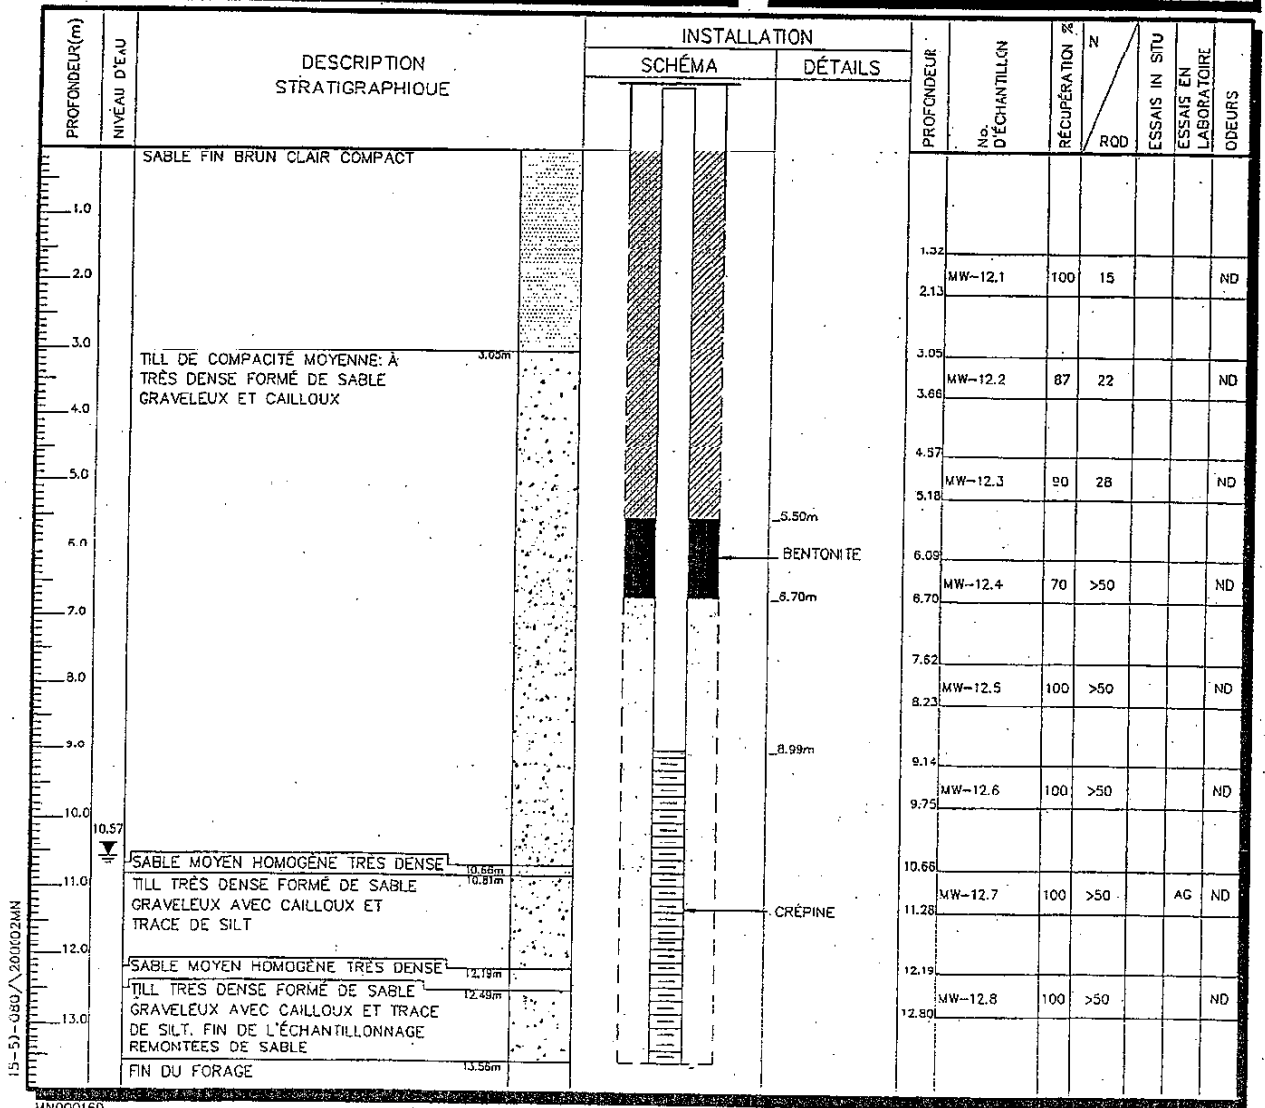 PROFONDEUR(m)
NIVEAU D'EAU
DESCRIPTION
STRATIGRAPHIQUE
INSTALLATION
SCHÉMA
DÉTAILS
PROFONDEUR
No.
D'ÉCHANTILLON
RÉCUPÉRATION %
N
RQD
ESSAIS IN SITU
ESSAIS EN
LABORATOIRE
ODEURS
SABLE FIN BRUN CLAIR COMPACT
1.0
2.0
3.0
4.0
5.0
6.0
7.0
8.0
9.0
10.0
11.0
12.0
13.0
10.57
3.05m
TILL DE COMPACITÉ MOYENNE: À
TRÈS DENSE FORMÉ DE SABLE
GRAVELEUX ET CAILLOUX
SABLE MOYEN HOMOGÈNE TRÈS DENSE
10.66m
10.81m
TILL TRÈS DENSE FORMÉ DE SABLE
GRAVELEUX AVEC CAILLOUX ET
TRACE DE SILT
SABLE MOYEN HOMOGÈNE TRÈS DENSE
12.19m
TILL TRES DENSE FORMÉ DE SABLE
12.49m
GRAVELEUX AVEC CAILLOUX ET TRACE
DE SILT. FIN DE L'ÉCHANTILLONNAGE
REMONTÉES DE SABLE
13.56m
FIN DU FORAGE
5.50m
BENTONITE
6.70m
8.99m
CRÉPINE
1.32
MW-12.1 100 15 ND
2.13
3.05
MW-12.2 87 22 ND
3.66
4.57
MW-12.3 90 28 ND
5.18
6.09
MW-12.4 70 >50 ND
6.70
7.62
MW-12.5 100 >50 ND
8.23
9.14
MW-12.6 100 >50 ND
9.75
10.66
MW-12.7 100 >50 AG ND
11.28
12.19
MW-12.8 100 >50 ND
12.80